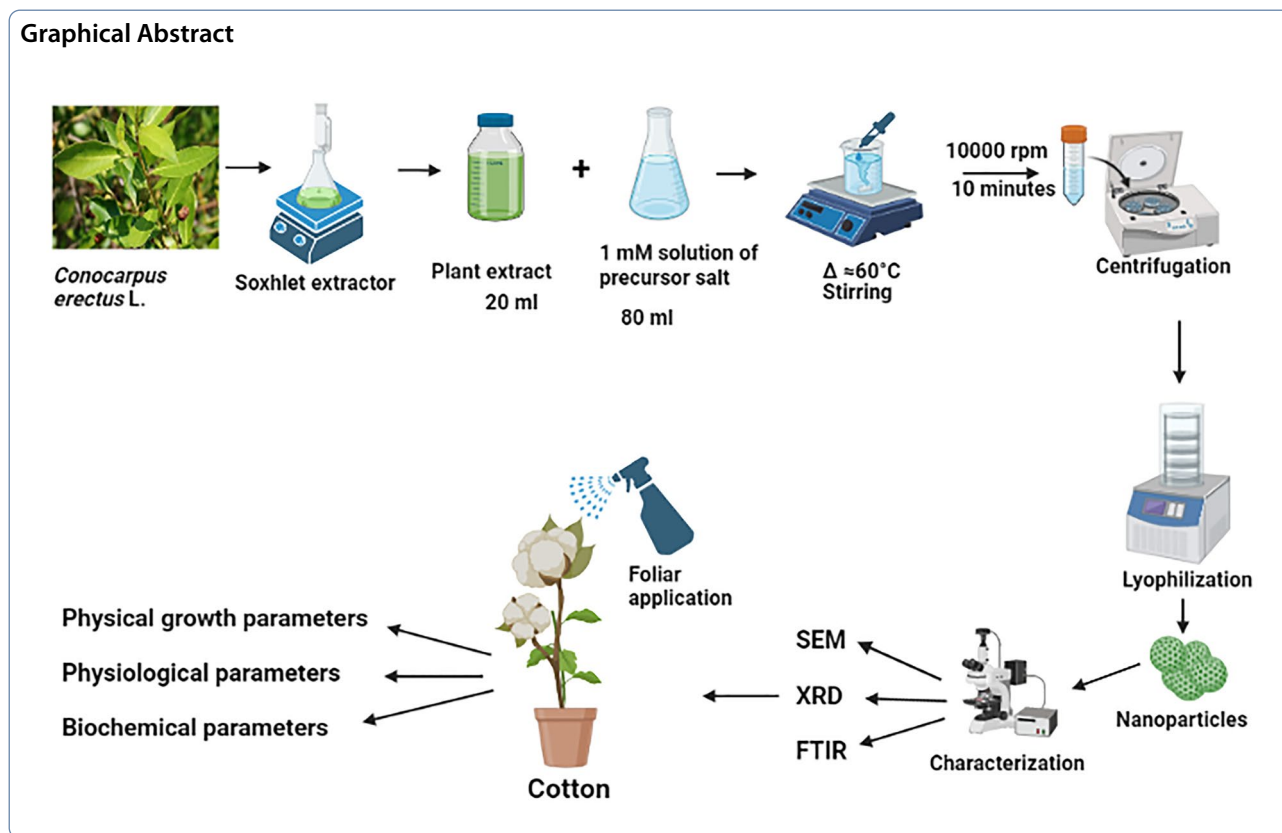 Graphical Abstract
Conocarpus
erectus L.
Soxhlet extractor
Plant extract
20 ml
+
1 mM solution of
precursor salt
80 ml
Δ ≈60°C
Stirring
10000 rpm
10 minutes
Centrifugation
Lyophilization
Nanoparticles
Characterization
SEM
XRD
FTIR
Foliar
application
Cotton
Physical growth parameters
Physiological parameters
Biochemical parameters